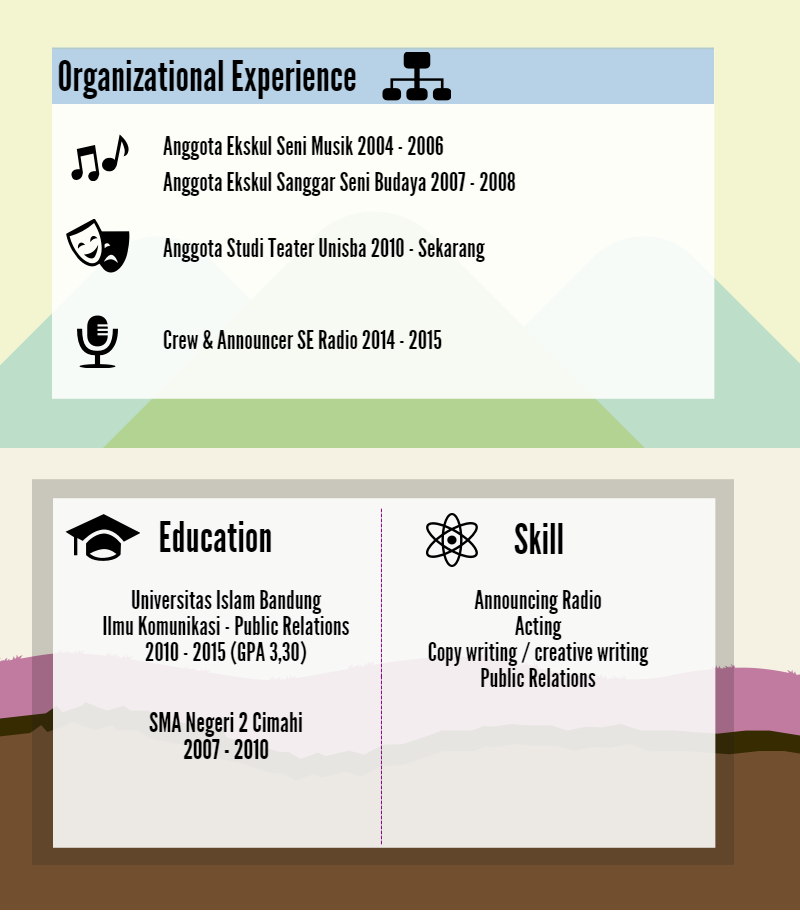 Organizational Experience
Anggota Ekskul Seni Musik 2004 - 2006
Anggota Ekskul Sanggar Seni Budaya 2007 - 2008
Anggota Studi Teater Unisba 2010 - Sekarang
Crew & Announcer SE Radio 2014 - 2015
Education
Universitas Islam Bandung
Ilmu Komunikasi - Public Relations
2010 - 2015 (GPA 3,30)
SMA Negeri 2 Cimahi
2007 - 2010
Skill
Announcing Radio
Acting
Copy writing / creative writing
Public Relations